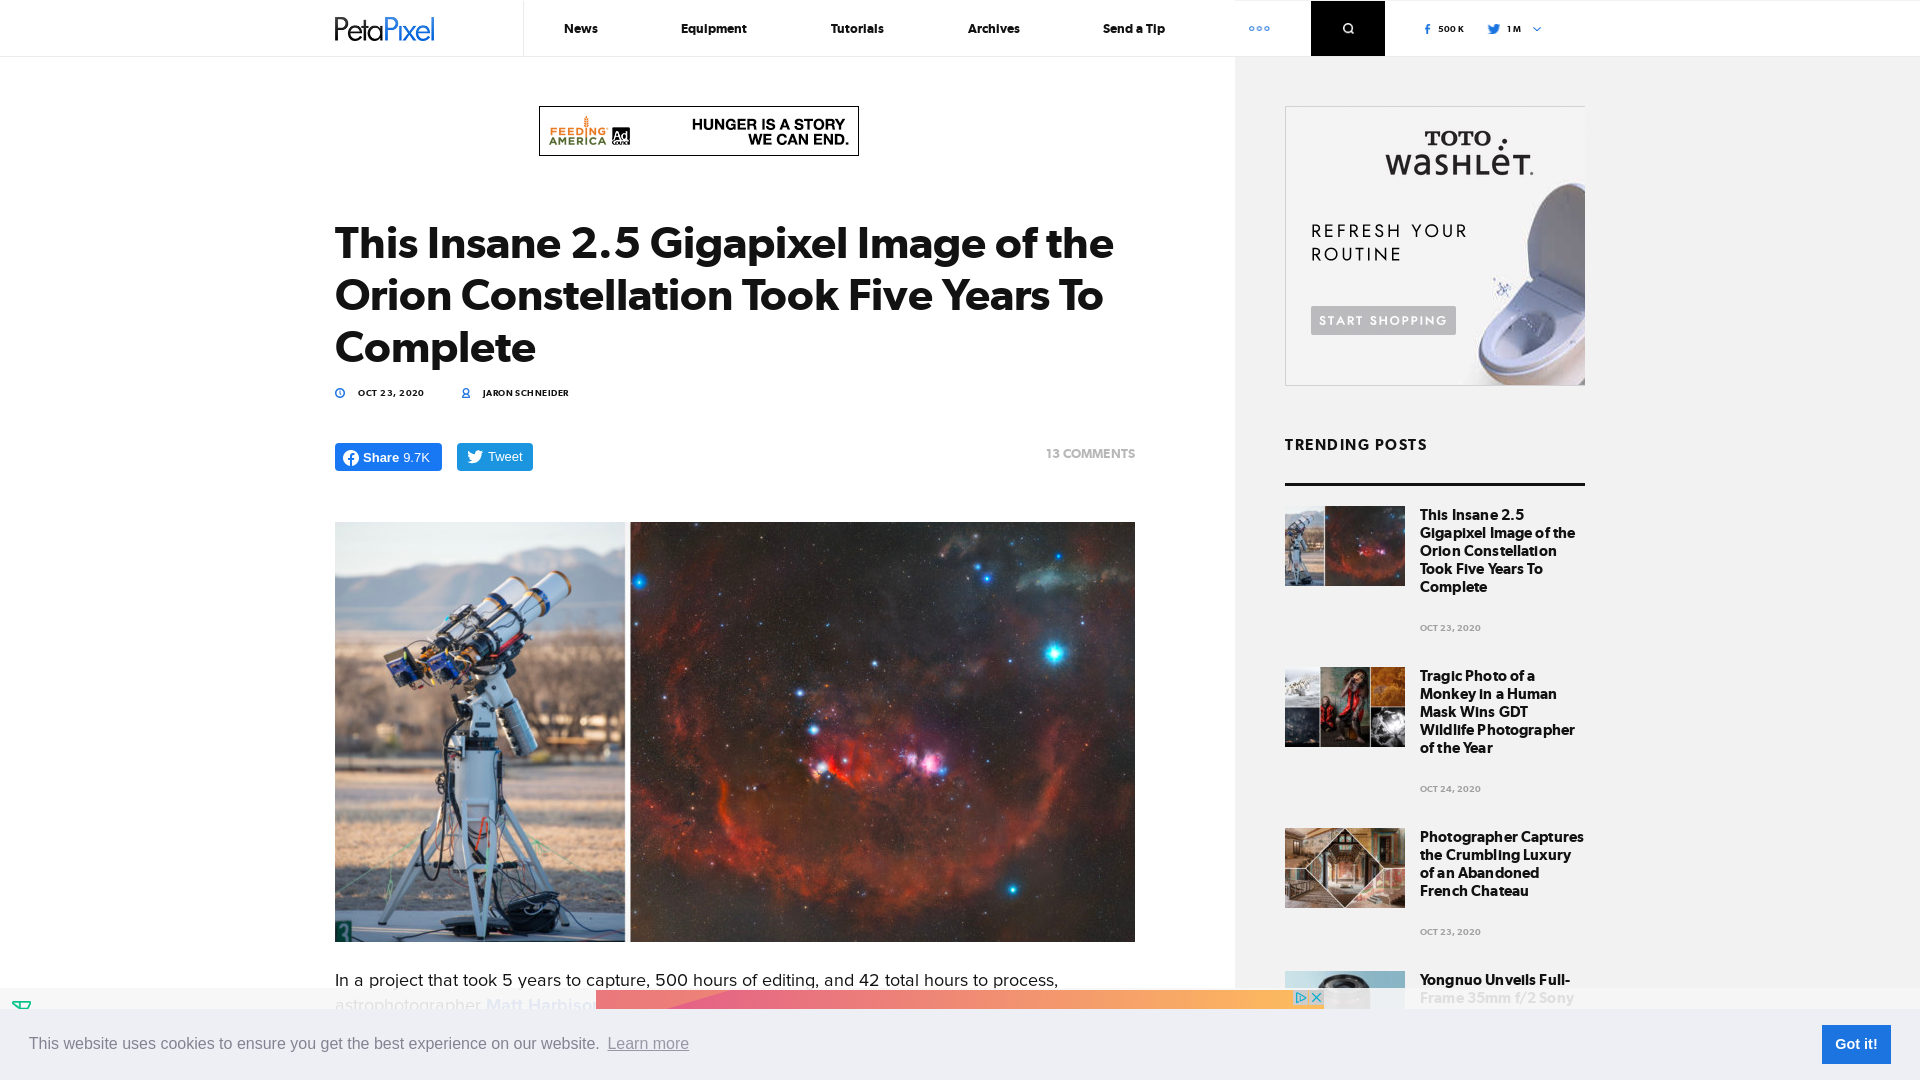 PetaPixel
News
Equipment
Tutorials
Archives
Send a Tip
500 K
1 M
FEEDING
AMERICA
Ad
Council
HUNGER IS A STORY
WE CAN END.
This Insane 2.5 Gigapixel Image of the
Orion Constellation Took Five Years To
Complete
OCT 23, 2020
JARON SCHNEIDER
Share 9.7K
Tweet
13 COMMENTS
3
In a project that took 5 years to capture, 500 hours of editing, and 42 total hours to process,
astrophotographer Matt Harbison
TOTO
WASHLET.
REFRESH YOUR
ROUTINE
START SHOPPING
TRENDING POSTS
This Insane 2.5
Gigapixel Image of the
Orion Constellation
Took Five Years To
Complete
OCT 23, 2020
Tragic Photo of a
Monkey in a Human
Mask Wins GDT
Wildlife Photographer
of the Year
OCT 24, 2020
Photographer Captures
the Crumbling Luxury
of an Abandoned
French Chateau
OCT 23, 2020
Yongnuo Unveils Full-
Frame 35mm f/2 Sony
This website uses cookies to ensure you get the best experience on our website. Learn more
Got it!